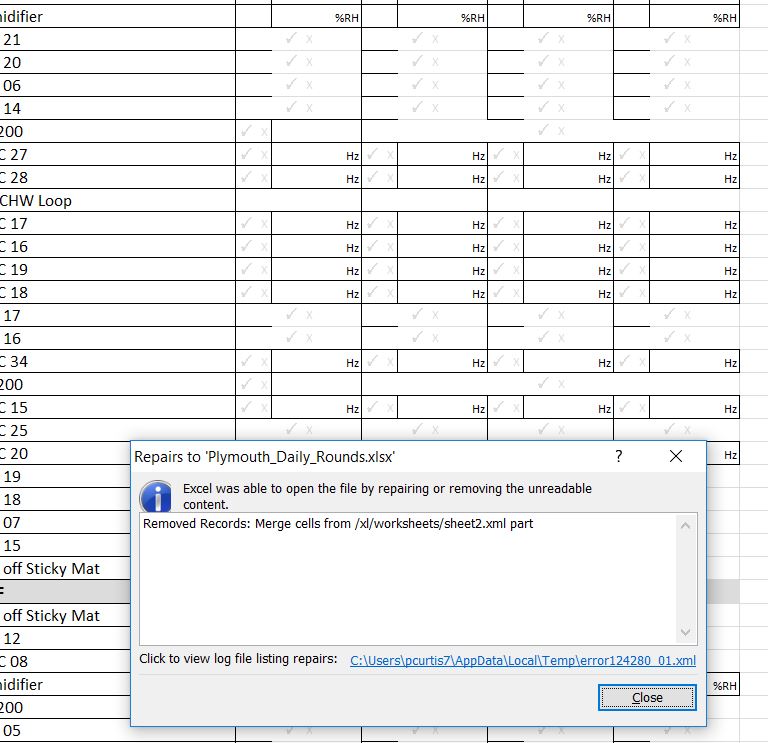 nidifier %RH %RH %RH %RH
21 ✓ x ✓ x ✓ x ✓ x
20 ✓ x ✓ x ✓ x ✓ x
06 ✓ x ✓ x ✓ x ✓ x
14 ✓ x ✓ x ✓ x ✓ x
200 ✓ x ✓ x
C 27 ✓ x Hz ✓ x Hz ✓ x Hz ✓ x Hz
C 28 ✓ x Hz ✓ x Hz ✓ x Hz ✓ x Hz
CHW Loop
C 17 ✓ x Hz ✓ x Hz ✓ x Hz ✓ x Hz
C 16 ✓ x Hz ✓ x Hz ✓ x Hz ✓ x Hz
C 19 ✓ x Hz ✓ x Hz ✓ x Hz ✓ x Hz
C 18 ✓ x Hz ✓ x Hz ✓ x Hz ✓ x Hz
17 ✓ x ✓ x ✓ x ✓ x
16 ✓ x ✓ x ✓ x ✓ x
C 34 ✓ x Hz ✓ x Hz ✓ x Hz ✓ x Hz
200 ✓ x ✓ x
C 15 ✓ x Hz ✓ x Hz ✓ x Hz ✓ x Hz
C 25 ✓ x ✓ x ✓ x ✓ x
C 20 Hz
19
18
07
15
off Sticky Mat
F
off Sticky Mat
12
C 08
nidifier %RH
200
05
Repairs to 'Plymouth_Daily_Rounds.xlsx' ?
Excel was able to open the file by repairing or removing the unreadable
content.
Removed Records: Merge cells from /xl/worksheets/sheet2.xml part
Click to view log file listing repairs: C:\Users\pcurtis7\AppData\Local\Temp\error124280_01.xml
Close